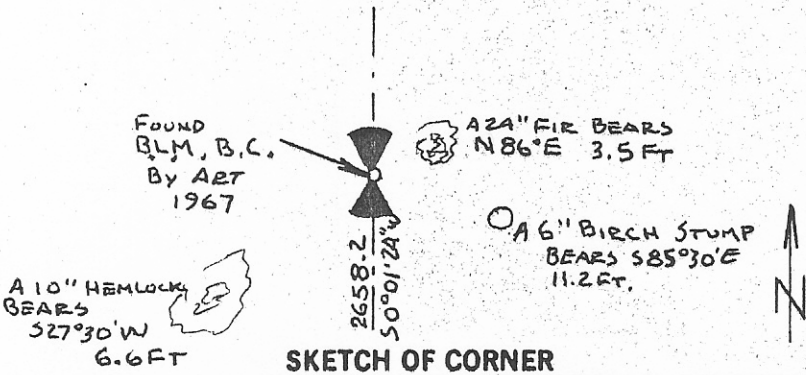 FOUND
BLM, B.C.
BY ART
1967
A 24" FIR BEARS
N 86°E 3.5 FT
A 6" BIRCH STUMP
BEARS S85°30'E
11.2 FT.
A 10" HEMLOCK
BEARS
S27°30'W
6.6 FT
2658.2
S0°01'24"W
N
SKETCH OF CORNER